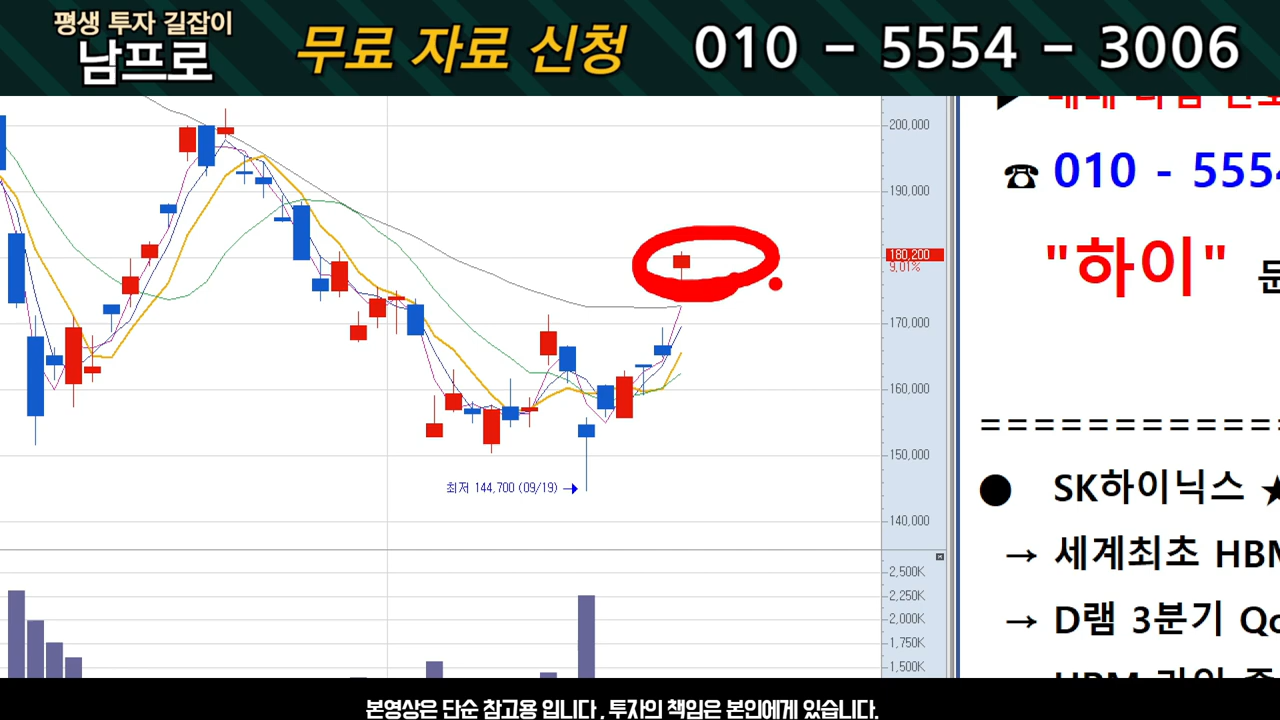 평생 투자 길잡이
남프로
무료 자료 신청
010 - 5554 - 3006
200,000
190,000
180,200
9,01%
170,000
160,000
150,000
140,000
최저 144,700 (09/19) →
2,500K
2,250K
2,000K
1,750K
1,500K
☎ 010 - 555
"하이"
============
● SK하이닉스 ★
→ 세계최초 HBM
→ D램 3분기
본영상은 단순 참고용 입니다 , 투자의 책임은 본인에게 있습니다.